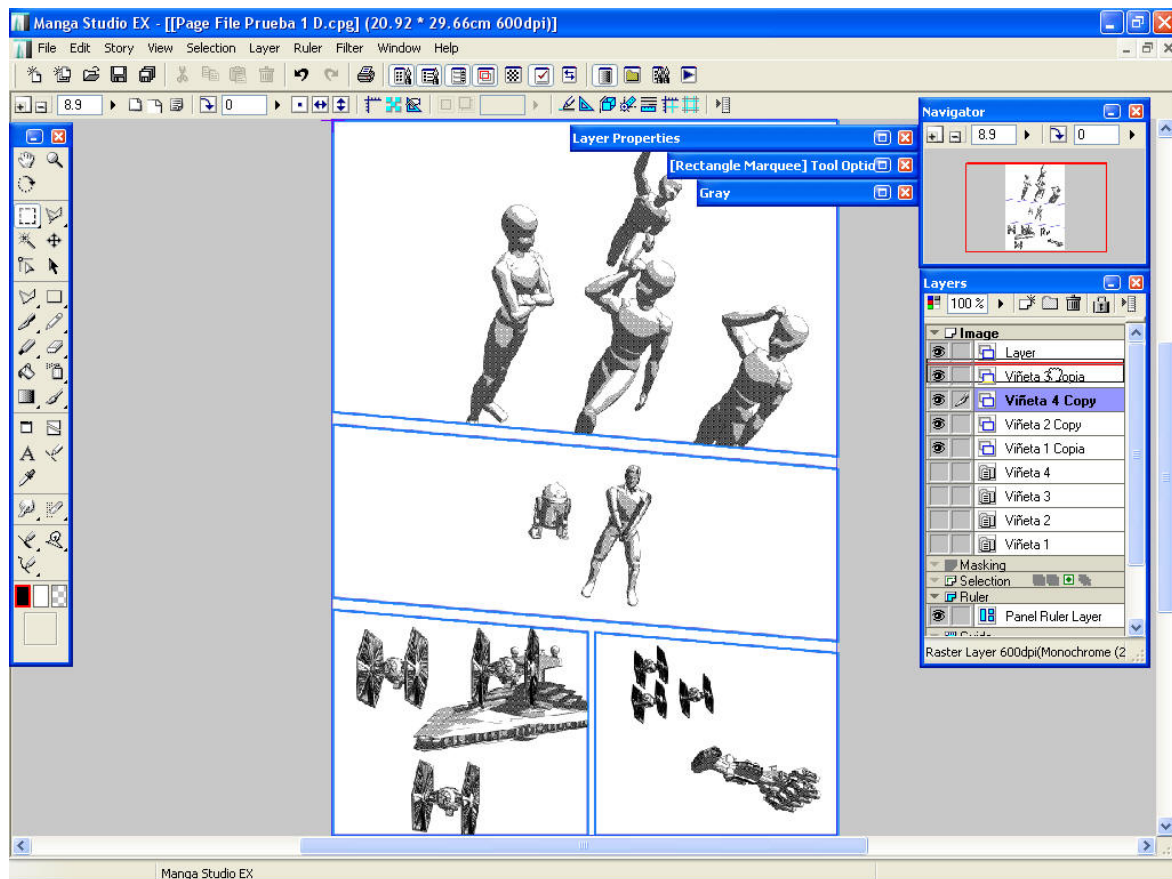 Manga Studio EX - [[Page File Prueba 1 D.cpg] (20.92 * 29.66cm 600dpi)]
File Edit Story View Selection Layer Ruler Filter Window Help
8.9 0
Layer Properties
[Rectangle Marquee] Tool Optio
Gray
Navigator
8.9 0
Layers
100 %
Image
Layer
Viñeta 3 Copia
Viñeta 4 Copy
Viñeta 2 Copy
Viñeta 1 Copia
Viñeta 4
Viñeta 3
Viñeta 2
Viñeta 1
Masking
Selection
Ruler
Panel Ruler Layer
Raster Layer 600dpi(Monochrome (2
A
Manga Studio EX